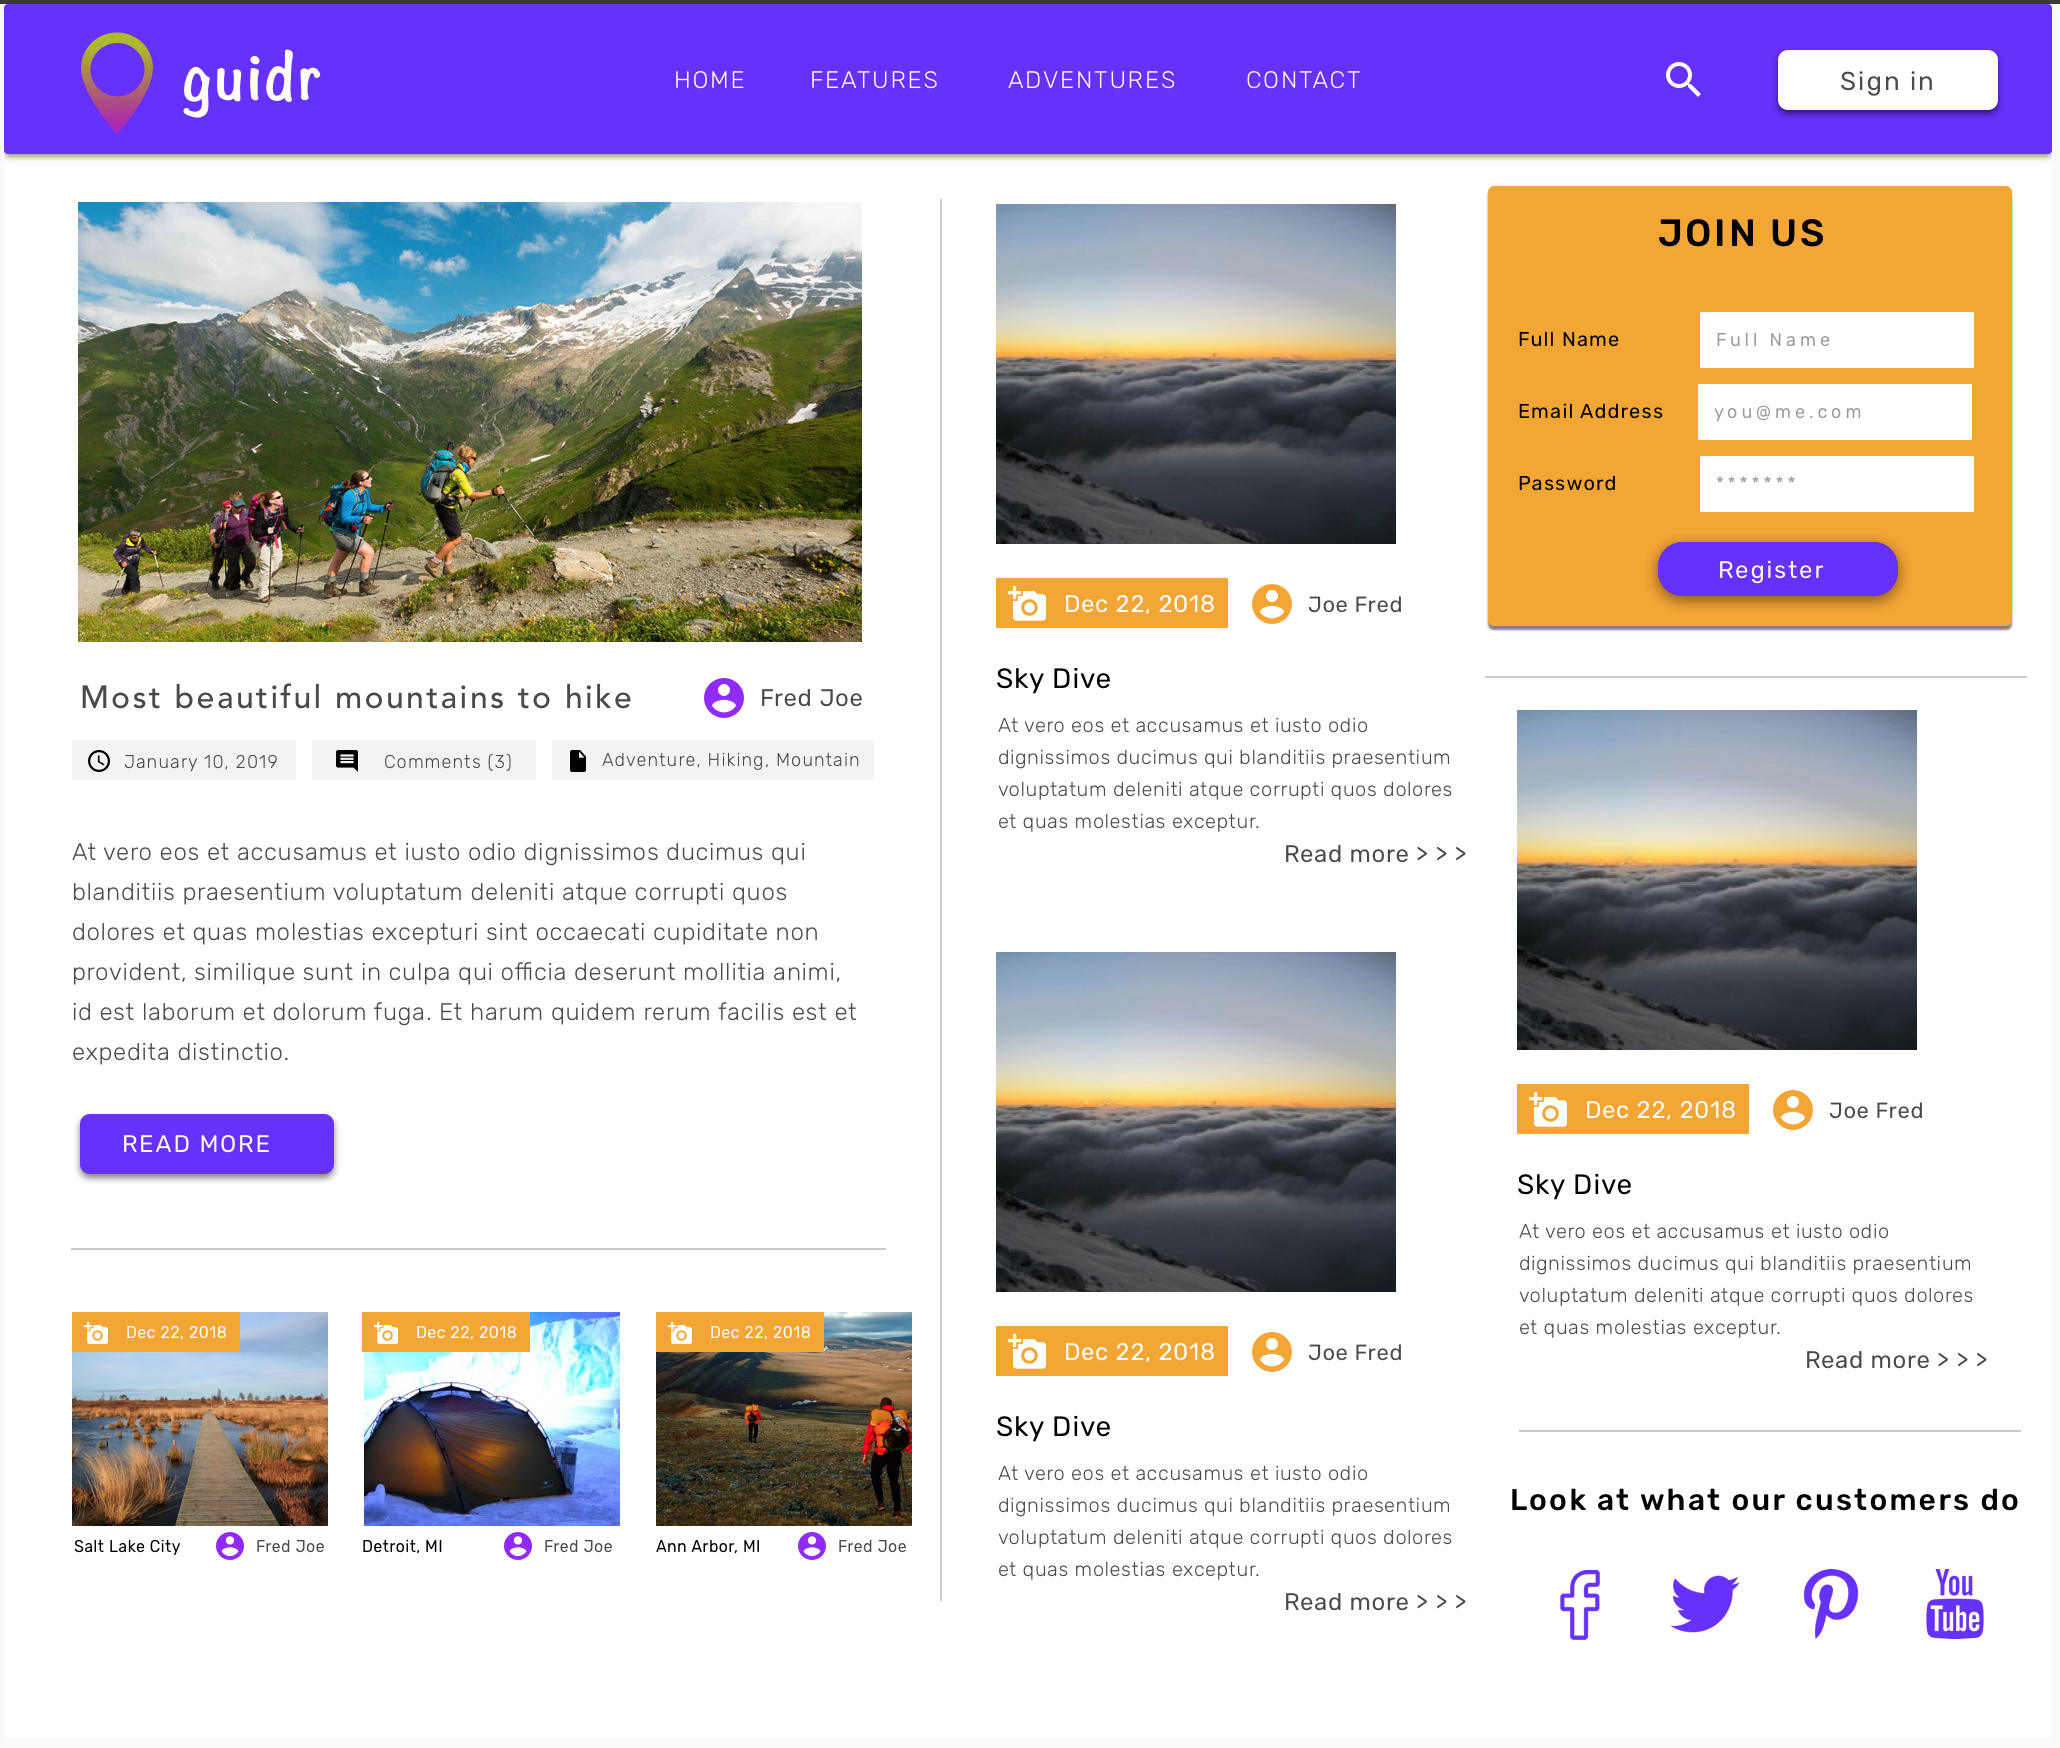 guidr
HOME FEATURES ADVENTURES CONTACT
Sign in
Most beautiful mountains to hike
Fred Joe
January 10, 2019
Comments (3)
Adventure, Hiking, Mountain
At vero eos et accusamus et iusto odio dignissimos ducimus qui
blanditiis praesentium voluptatum deleniti atque corrupti quos
dolores et quas molestias excepturi sint occaecati cupiditate non
provident, similique sunt in culpa qui officia deserunt mollitia animi,
id est laborum et dolorum fuga. Et harum quidem rerum facilis est et
expedita distinctio.
READ MORE
Dec 22, 2018
Salt Lake City
Fred Joe
Dec 22, 2018
Detroit, MI
Fred Joe
Dec 22, 2018
Ann Arbor, MI
Fred Joe
Dec 22, 2018
Joe Fred
Sky Dive
At vero eos et accusamus et iusto odio
dignissimos ducimus qui blanditiis praesentium
voluptatum deleniti atque corrupti quos dolores
et quas molestias exceptur.
Read more > > >
Dec 22, 2018
Joe Fred
Sky Dive
At vero eos et accusamus et iusto odio
dignissimos ducimus qui blanditiis praesentium
voluptatum deleniti atque corrupti quos dolores
et quas molestias exceptur.
Read more > > >
JOIN US
Full Name
Full Name
Email Address
you@me.com
Password
*******
Register
Dec 22, 2018
Joe Fred
Sky Dive
At vero eos et accusamus et iusto odio
dignissimos ducimus qui blanditiis praesentium
voluptatum deleniti atque corrupti quos dolores
et quas molestias exceptur.
Read more > > >
Look at what our customers do
You
Tube